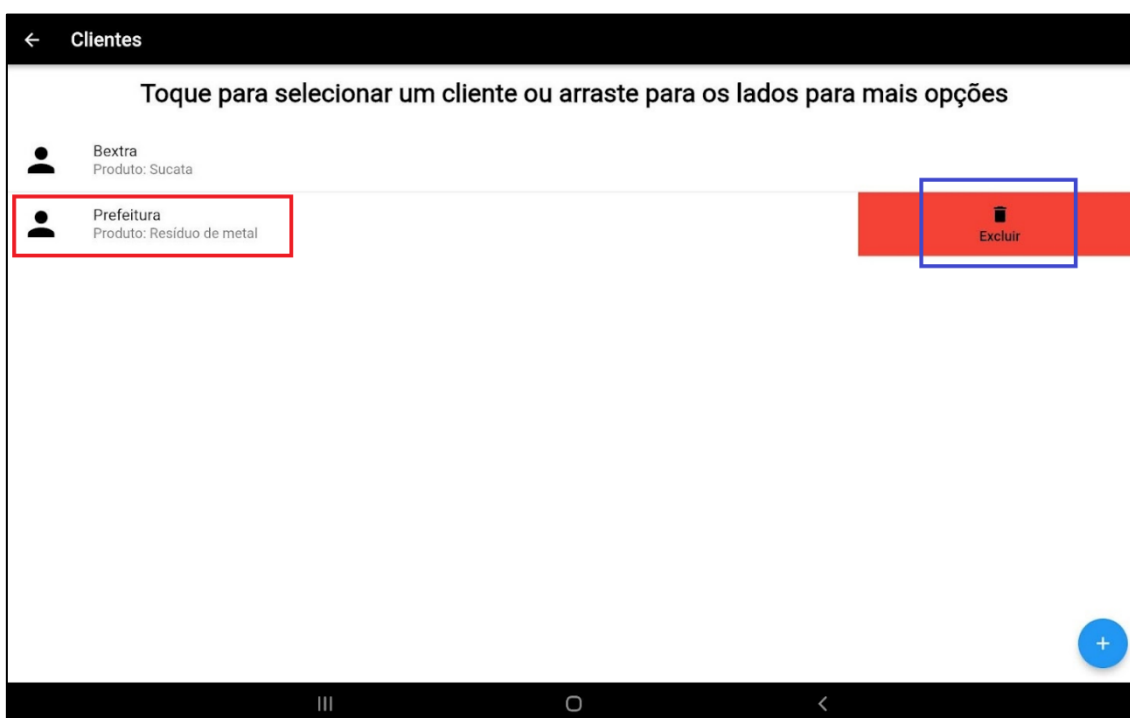 Clientes
Toque para selecionar um cliente ou arraste para os lados para mais opções
Bextra
Produto: Sucata
Prefeitura
Produto: Resíduo de metal
Excluir